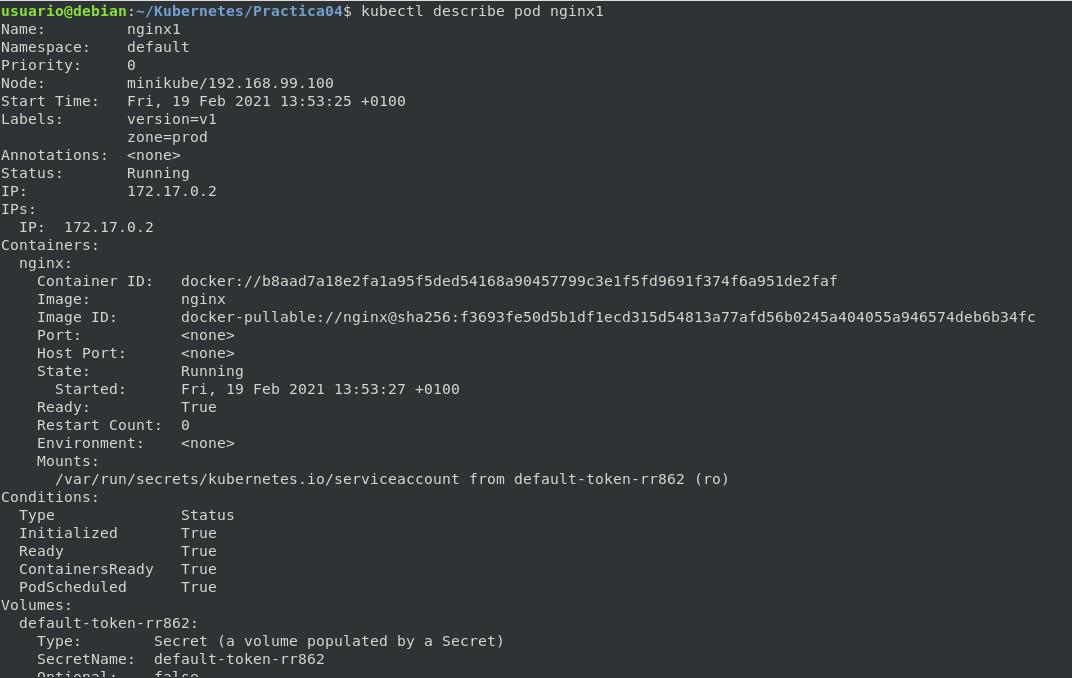 usuario@debian:~/Kubernetes/Practica04$ kubectl describe pod nginx1
Name:         nginx1
Namespace:    default
Priority:     0
Node:         minikube/192.168.99.100
Start Time:   Fri, 19 Feb 2021 13:53:25 +0100
Labels:       version=v1
              zone=prod
Annotations:  <none>
Status:       Running
IP:           172.17.0.2
IPs:
  IP:  172.17.0.2
Containers:
  nginx:
    Container ID:   docker://b8aad7a18e2fa1a95f5ded54168a90457799c3e1f5fd9691f374f6a951de2faf
    Image:          nginx
    Image ID:       docker-pullable://nginx@sha256:f3693fe50d5b1df1ecd315d54813a77afd56b0245a404055a946574deb6b34fc
    Port:           <none>
    Host Port:      <none>
    State:          Running
      Started:      Fri, 19 Feb 2021 13:53:27 +0100
    Ready:          True
    Restart Count:  0
    Environment:    <none>
    Mounts:
      /var/run/secrets/kubernetes.io/serviceaccount from default-token-rr862 (ro)
Conditions:
  Type              Status
  Initialized       True
  Ready             True
  ContainersReady   True
  PodScheduled      True
Volumes:
  default-token-rr862:
    Type:        Secret (a volume populated by a Secret)
    SecretName:  default-token-rr862
    Optional:    false